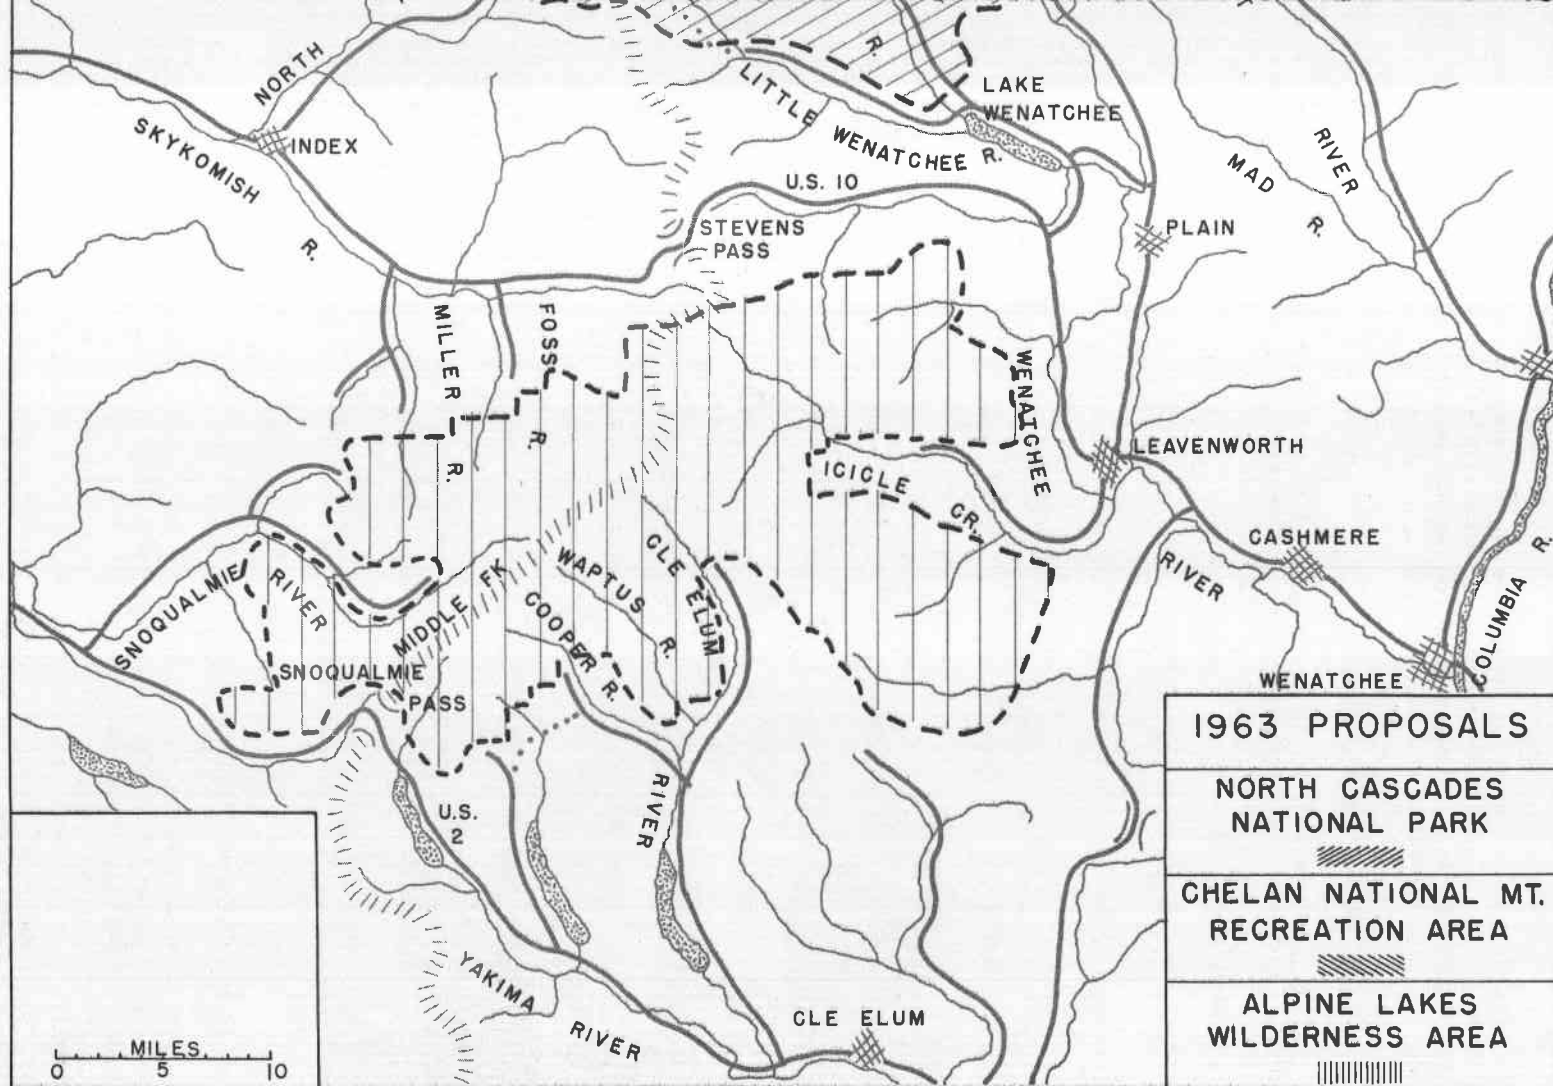 NORTH
INDEX
SKYKOMISH
R.
R.
LITTLE
WENATCHEE R.
LAKE
WENATCHEE
U.S. 10
STEVENS
PASS
PLAIN
MAD
R.
RIVER
MILLER
R.
FOSS
R.
WENATCHEE
RIVER
LEAVENWORTH
ICICLE
CR.
CASHMERE
COLUMBIA
R.
WENATCHEE
SNOQUALMIE
RIVER
MIDDLE FK.
SNOQUALMIE
PASS
WAPTUS
R.
COOPER
R.
CLE ELUM
RIVER
U.S.
2
YAKIMA
RIVER
CLE ELUM
MILES
5 10
0
1963 PROPOSALS
NORTH CASCADES
NATIONAL PARK
CHELAN NATIONAL MT.
RECREATION AREA
ALPINE LAKES
WILDERNESS AREA